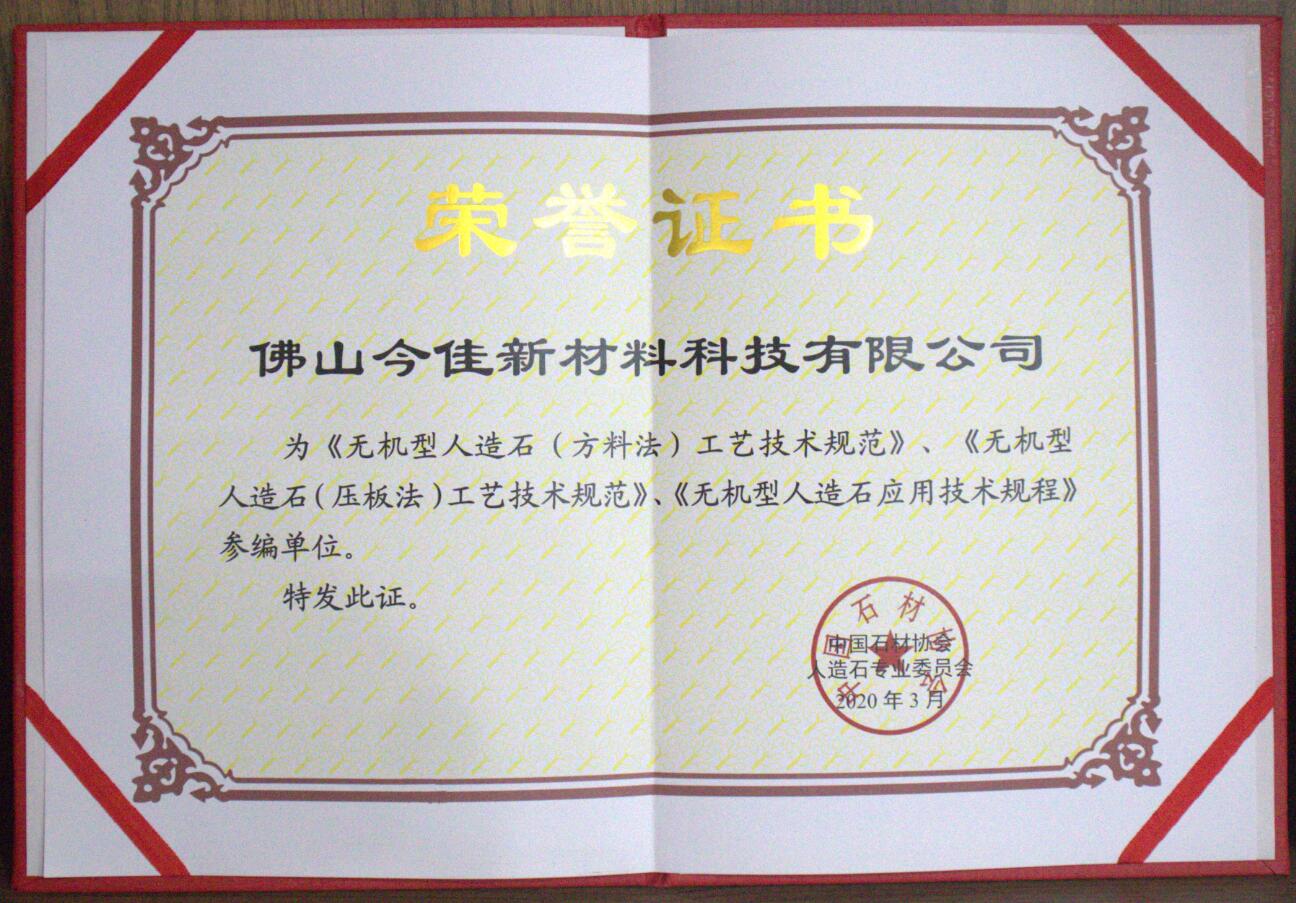 荣誉证书
佛山今佳新材料科技有限公司
为《无机型人造石（方料法）工艺技术规范》、《无机型
人造石（压板法）工艺技术规范》、《无机型人造石应用技术规程》
参编单位。
特发此证。
中国石材
中国石材协会
人造石专业委员会
2020年3月